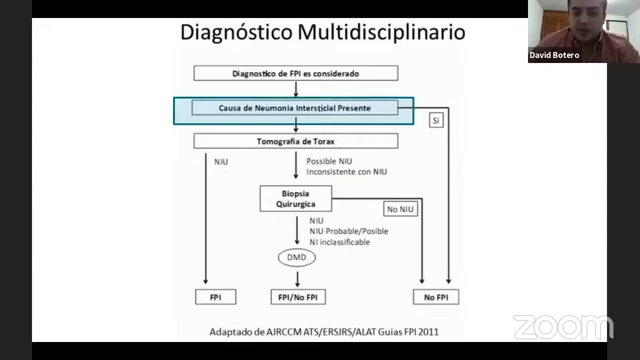 Diagnóstico Multidisciplinario
David Botero
Diagnostico de FPI es considerado
Causa de Neumonia Intersticial Presente
Si
Tomografia de Torax
NIU
Possible NIU
Inconsistente con NIU
Biopsia
Quirurgica
No NIU
NIU
NIU Probable/Posible
NI inclasificable
DMD
FPI
FPI/No FPI
No FPI
Adaptado de AJRCCM ATS/ERSJRS/ALAT Guias FPI 2011
zoom